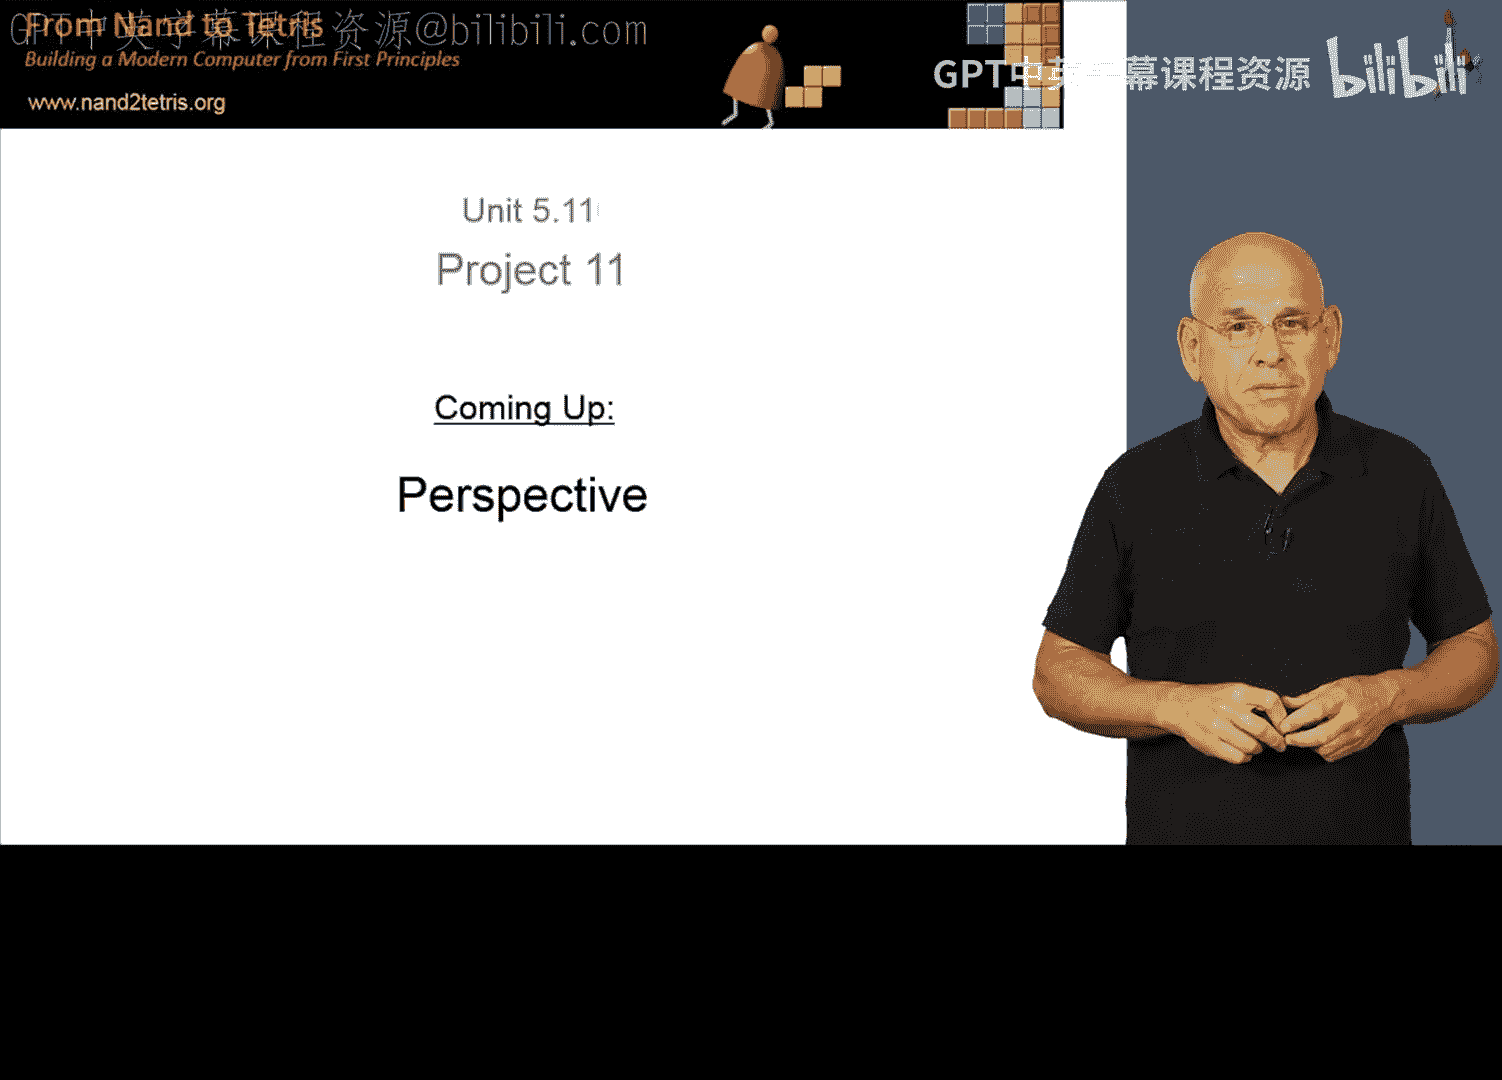 From Nand to Tetris
GPT中英字幕课程资源@bilibili.com
Building a Modern Computer from First Principles
www.nand2tetris.org
GPT中英字幕课程资源 bilibili
Unit 5.11
Project 11
Coming Up:
Perspective